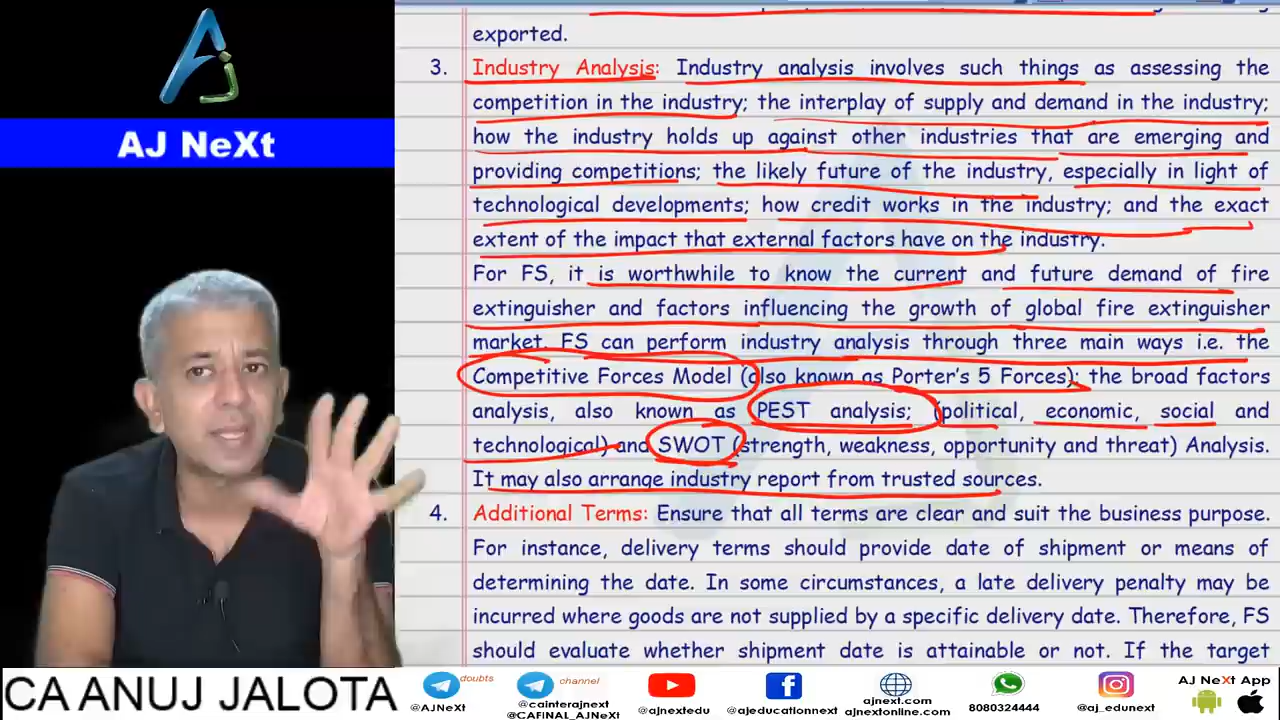 exported.
3. Industry Analysis: Industry analysis involves such things as assessing the
competition in the industry; the interplay of supply and demand in the industry;
how the industry holds up against other industries that are emerging and
providing competitions; the likely future of the industry, especially in light of
technological developments; how credit works in the industry; and the exact
extent of the impact that external factors have on the industry.
For FS, it is worthwhile to know the current and future demand of fire
extinguisher and factors influencing the growth of global fire extinguisher
market. FS can perform industry analysis through three main ways i.e. the
Competitive Forces Model (also known as Porter's 5 Forces); the broad factors
analysis, also known as PEST analysis; (political, economic, social and
technological) and SWOT (strength, weakness, opportunity and threat) Analysis.
It may also arrange industry report from trusted sources.
4. Additional Terms: Ensure that all terms are clear and suit the business purpose.
For instance, delivery terms should provide date of shipment or means of
determining the date. In some circumstances, a late delivery penalty may be
incurred where goods are not supplied by a specific delivery date. Therefore, FS
should evaluate whether shipment date is attainable or not. If the target
AJ
AJ NeXt
CA ANUJ JALOTA
doubts
@AJNeXt
channel
@cainterajnext
@CAFINAL_AJNeXt
@ajnextedu
@ajeducationnext
ajnext.com
ajnextonline.com
8080324444
@aj_edunext
AJ NeXt App